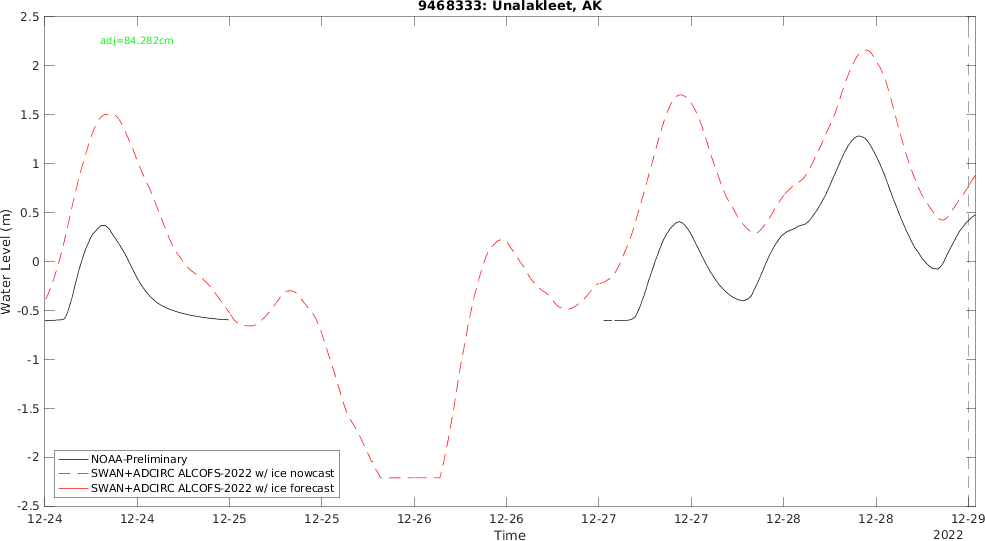 9468333: Unalakleet, AK
adj=84.282cm
2.5
2
1.5
1
0.5
0
-0.5
-1
-1.5
-2
-2.5
Water Level (m)
NOAA-Preliminary
SWAN+ADCIRC ALCOFS-2022 w/ ice nowcast
SWAN+ADCIRC ALCOFS-2022 w/ ice forecast
12-24 12-24 12-25 12-25 12-26 12-26 12-27 12-27 12-28 12-28 12-29
Time
2022